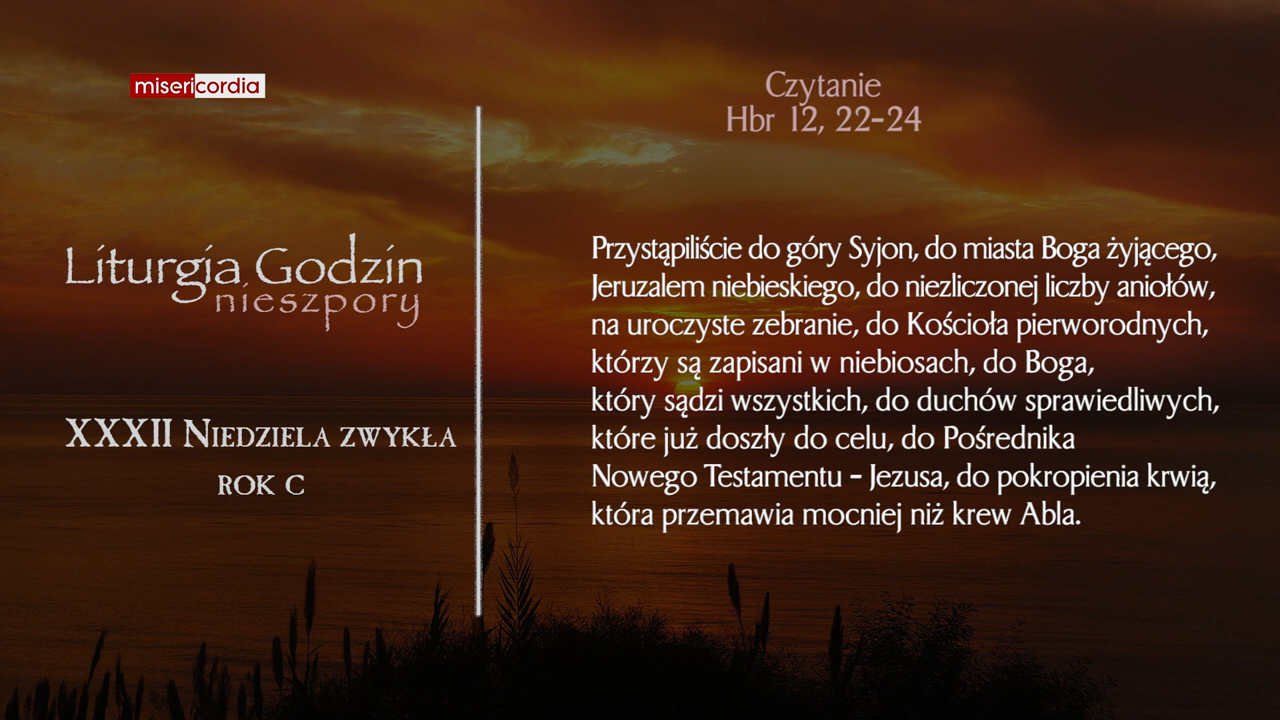 misericordia
Liturgia Godzin
nieszpory
XXXII Niedziela zwykła
rok C
Czytanie
Hbr 12, 22-24
Przystąpiliście do góry Syjon, do miasta Boga żyjącego,
Jeruzalem niebieskiego, do niezliczonej liczby aniołów,
na uroczyste zebranie, do Kościoła pierworodnych,
którzy są zapisani w niebiosach, do Boga,
który sądzi wszystkich, do duchów sprawiedliwych,
które już doszły do celu, do Pośrednika
Nowego Testamentu - Jezusa, do pokropienia krwią,
która przemawia mocniej niż krew Abla.